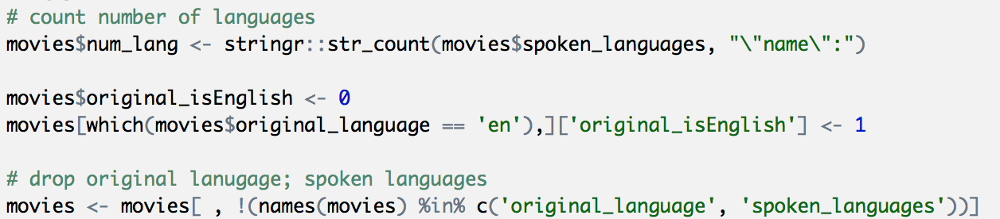 # count number of languages
movies$num_lang <- stringr::str_count(movies$spoken_languages, "\"name\":")
movies$original_isEnglish <- 0
movies[which(movies$original_language == 'en'),]['original_isEnglish'] <- 1
# drop original lanugage; spoken languages
movies <- movies[ , !(names(movies) %in% c('original_language', 'spoken_languages'))]